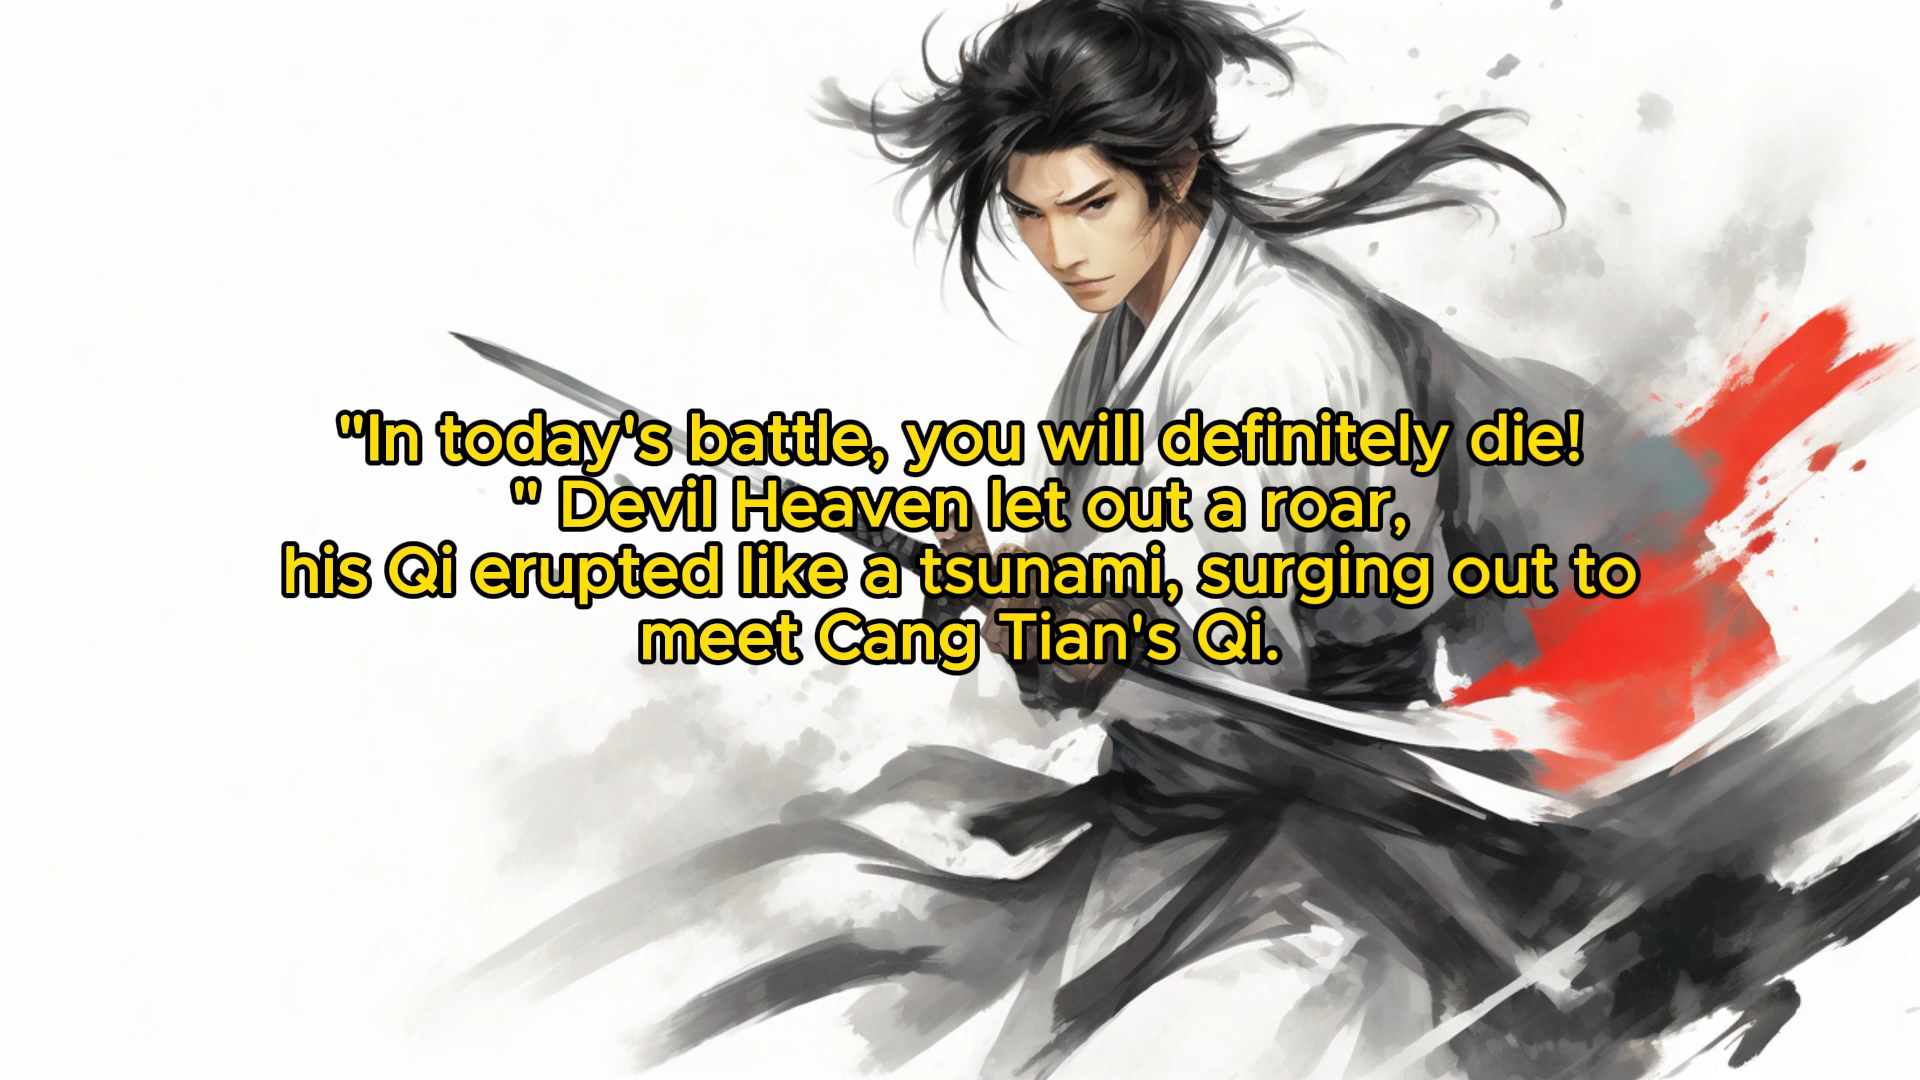 "In today's battle, you will definitely die!
" Devil Heaven let out a roar,
his Qi erupted like a tsunami, surging out to
meet Cang Tian's Qi.